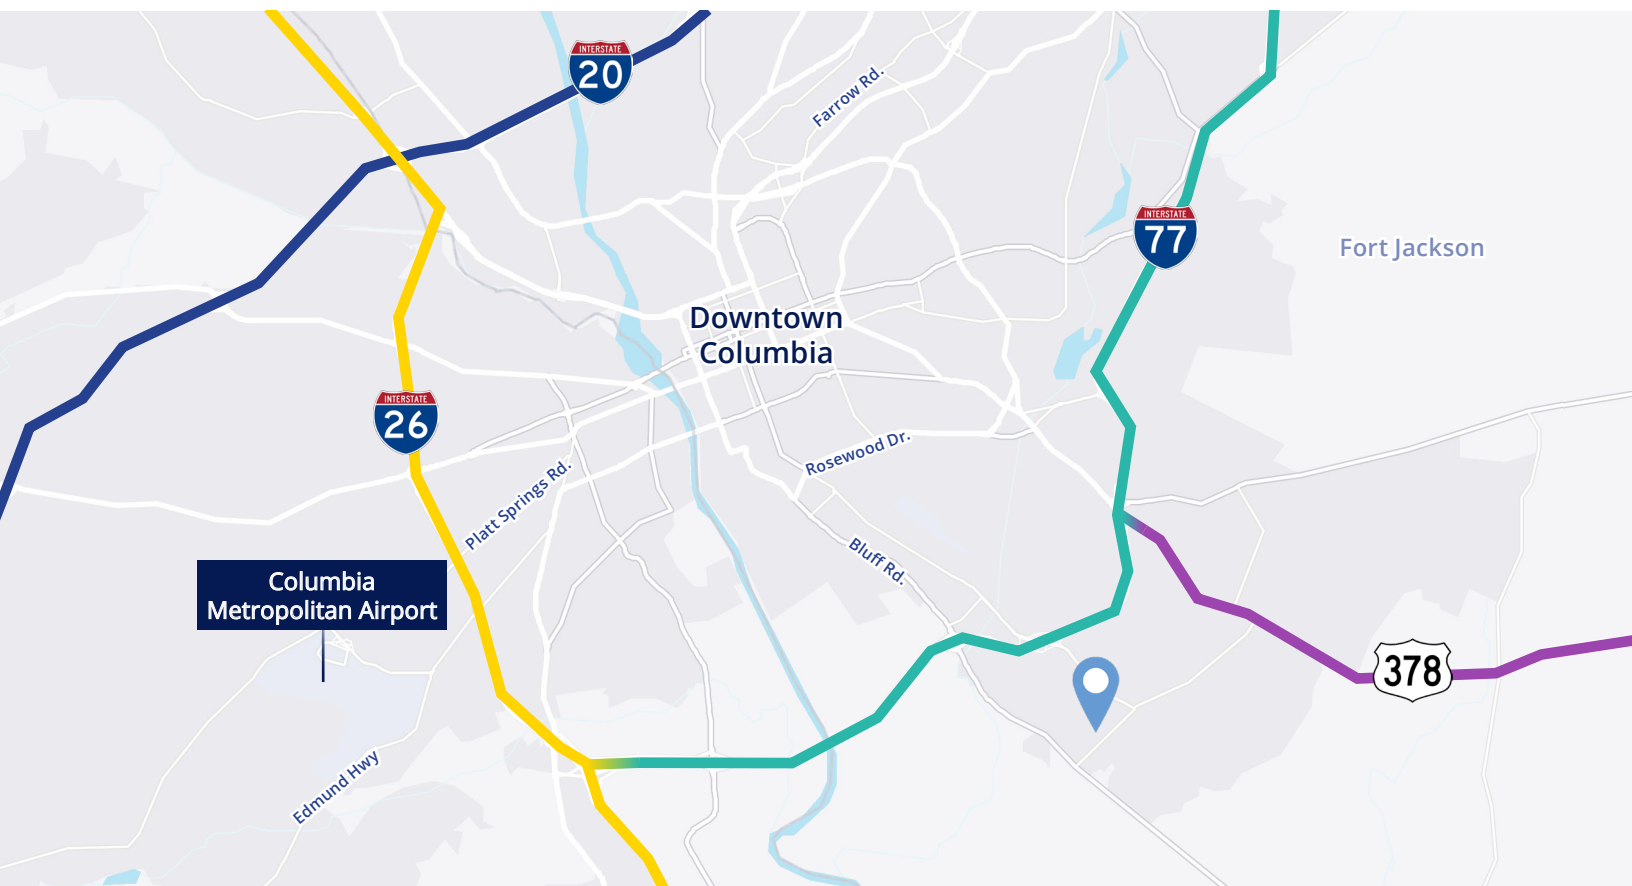 INTERSTATE
20
Farrow Rd.
INTERSTATE
77
Fort Jackson
Downtown
Columbia
INTERSTATE
26
Rosewood Dr.
Platt Springs Rd.
Bluff Rd.
Columbia
Metropolitan Airport
378
Edmund Hwy